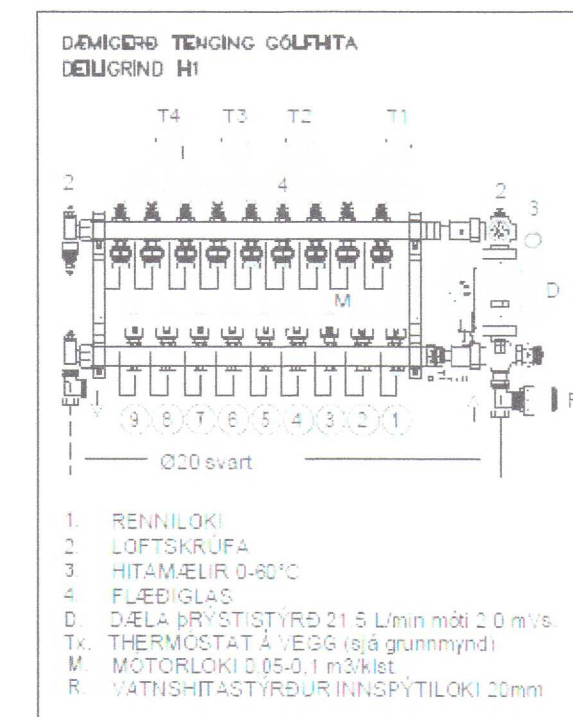 DÆMIGERÐ TENGING GÓLFHITA
DEILIGRIND H1
T4 T3 T2 T1
2 4 2 3
M D
R
9 8 7 6 5 4 3 2 1
Ø20 svart
1. RENNILOKI
2. LOFTSKRÚFA
3. HITAMÆLIR 0-60°C
4. FLÆÐIGLAS
D. DÆLA ÞRÝSTISTÝRÐ 21.5 L/min móti 2.0 mVs.
Tx. THERMÓSTAT Á VEGG (sjá grunnmynd)
M. MÓTORLOKI 0,05-0,1 m3/klst
R. VATNSHITASTÝRÐUR INNSPÝTILOKI 20mm